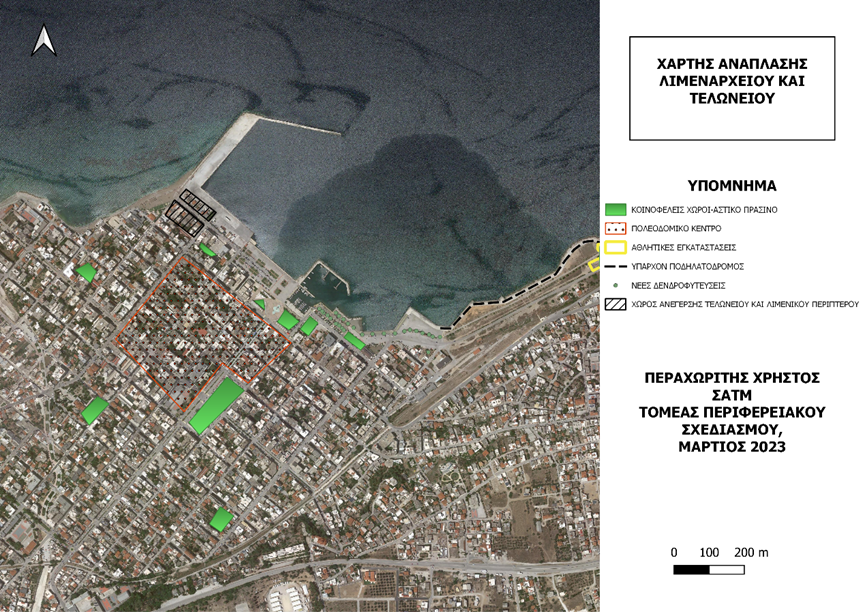 ΧΑΡΤΗΣ ΑΝΑΠΛΑΣΗΣ
ΛΙΜΕΝΑΡΧΕΙΟΥ ΚΑΙ
ΤΕΛΩΝΕΙΟΥ
ΥΠΟΜΝΗΜΑ
ΚΟΙΝΟΦΕΛΕΙΣ ΧΩΡΟΙ-ΑΣΤΙΚΟ ΠΡΑΣΙΝΟ
ΠΟΛΕΟΔΟΜΙΚΟ ΚΕΝΤΡΟ
ΑΘΛΗΤΙΚΕΣ ΕΓΚΑΤΑΣΤΑΣΕΙΣ
ΥΠΑΡΧΟΝ ΠΟΔΗΛΑΤΟΔΡΟΜΟΣ
ΝΕΕΣ ΔΕΝΔΡΟΦΥΤΕΥΣΕΙΣ
ΧΩΡΟΣ ΑΝΕΓΕΡΣΗΣ ΤΕΛΩΝΕΙΟΥ ΚΑΙ ΛΙΜΕΝΙΚΟΥ ΠΕΡΙΠΤΕΡΟΥ
ΠΕΡΑΧΩΡΙΤΗΣ ΧΡΗΣΤΟΣ
ΣΑΤΜ
ΤΟΜΕΑΣ ΠΕΡΙΦΕΡΕΙΑΚΟΥ
ΣΧΕΔΙΑΣΜΟΥ,
ΜΑΡΤΙΟΣ 2023
0 100 200 m